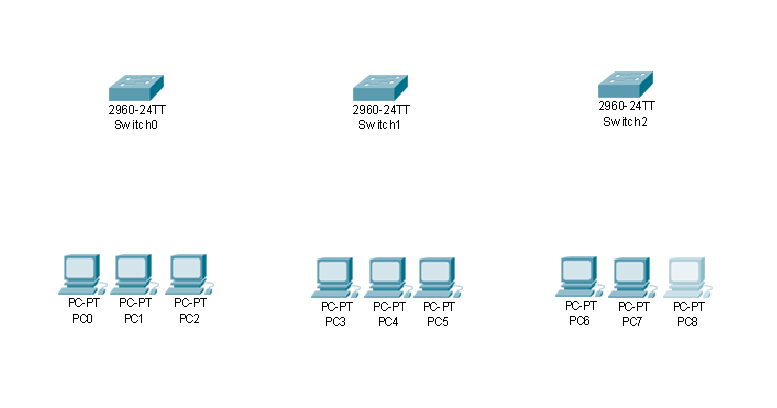 2960-24TT
Switch0
2960-24TT
Switch1
2960-24TT
Switch2
PC-PT
PC0
PC-PT
PC1
PC-PT
PC2
PC-PT
PC3
PC-PT
PC4
PC-PT
PC5
PC-PT
PC6
PC-PT
PC7
PC-PT
PC8